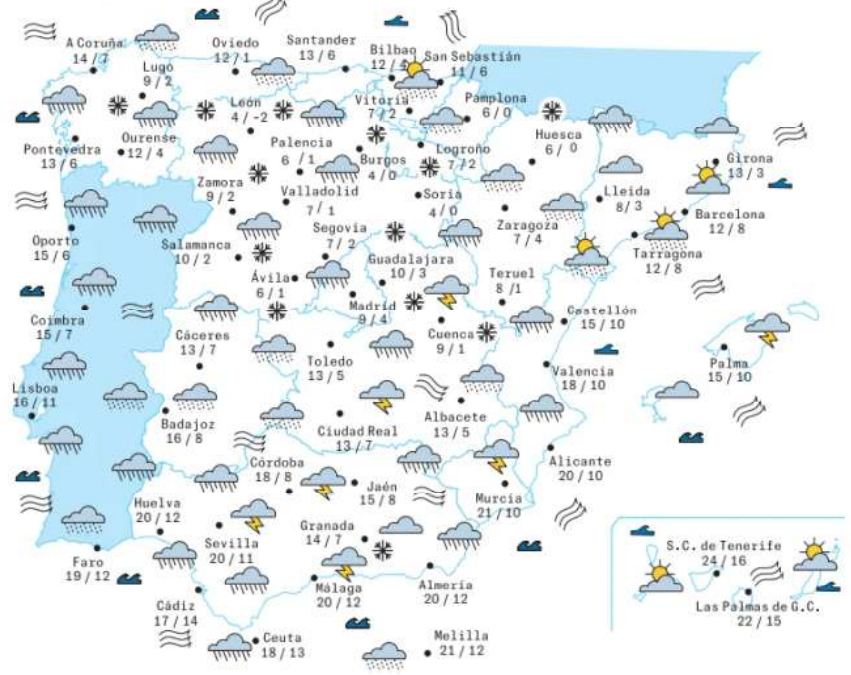 A Coruña
14 / 7
Lugo
9 / 2
Oviedo
12 / 1
Santander
13 / 6
Bilbao
12 / 4
San Sebastián
11 / 6
León
4 / -2
Vitoria
7 / 2
Pamplona
6 / 0
Pontevedra
13 / 6
Ourense
12 / 4
Palencia
6 / 1
Burgos
4 / 0
Logroño
7 / 2
Huesca
6 / 0
Girona
13 / 3
Zamora
9 / 2
Valladolid
7 / 1
Soria
4 / 0
Zaragoza
7 / 4
Lleida
8 / 3
Barcelona
12 / 8
Tarragona
12 / 8
Oporto
15 / 6
Salamanca
10 / 2
Segovia
7 / 2
Guadalajara
10 / 3
Ávila
6 / 1
Madrid
9 / 4
Teruel
8 / 1
Coimbra
15 / 7
Cáceres
13 / 7
Toledo
13 / 5
Cuenca
9 / 1
Castellón
15 / 10
Palma
15 / 10
Valencia
18 / 10
Lisboa
16 / 11
Badajoz
16 / 8
Ciudad Real
13 / 7
Albacete
13 / 5
Alicante
20 / 10
Córdoba
18 / 8
Jaén
15 / 8
Murcia
21 / 10
Huelva
20 / 12
Sevilla
20 / 11
Granada
14 / 7
Faro
19 / 12
Málaga
20 / 12
Almería
20 / 12
Cádiz
17 / 14
Ceuta
18 / 13
Melilla
21 / 12
S.C. de Tenerife
24 / 16
Las Palmas de G.C.
22 / 15